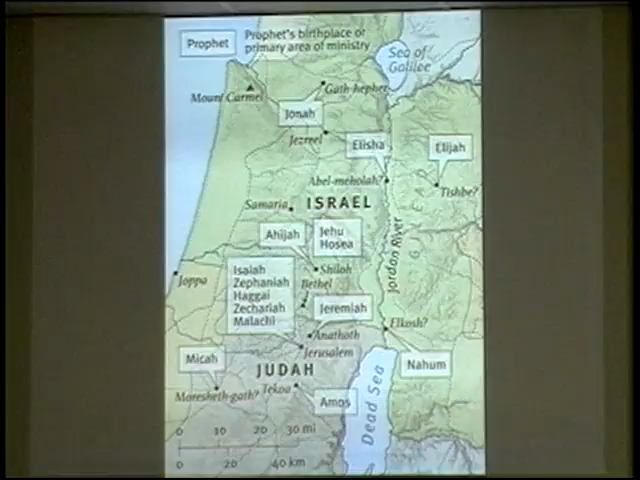 Prophet
Prophet's birthplace or
primary area of ministry
Sea of
Galilee
Mount Carmel
Gath-hepher
Jonah
Jezreel
Elisha
Elijah
Abel-meholah?
Tishbe?
Samaria
ISRAEL
GILEAD
Jordan River
Ahijah
Jehu
Hosea
Joppa
Shiloh
Isaiah
Zephaniah
Haggai
Zechariah
Malachi
Bethel
Jeremiah
Elkosh?
Anathoth
Jerusalem
Micah
JUDAH
Nahum
Moresheth-gath?
Tekoa
Amos
Dead Sea
0 10 20 30 mi
0 20 40 km